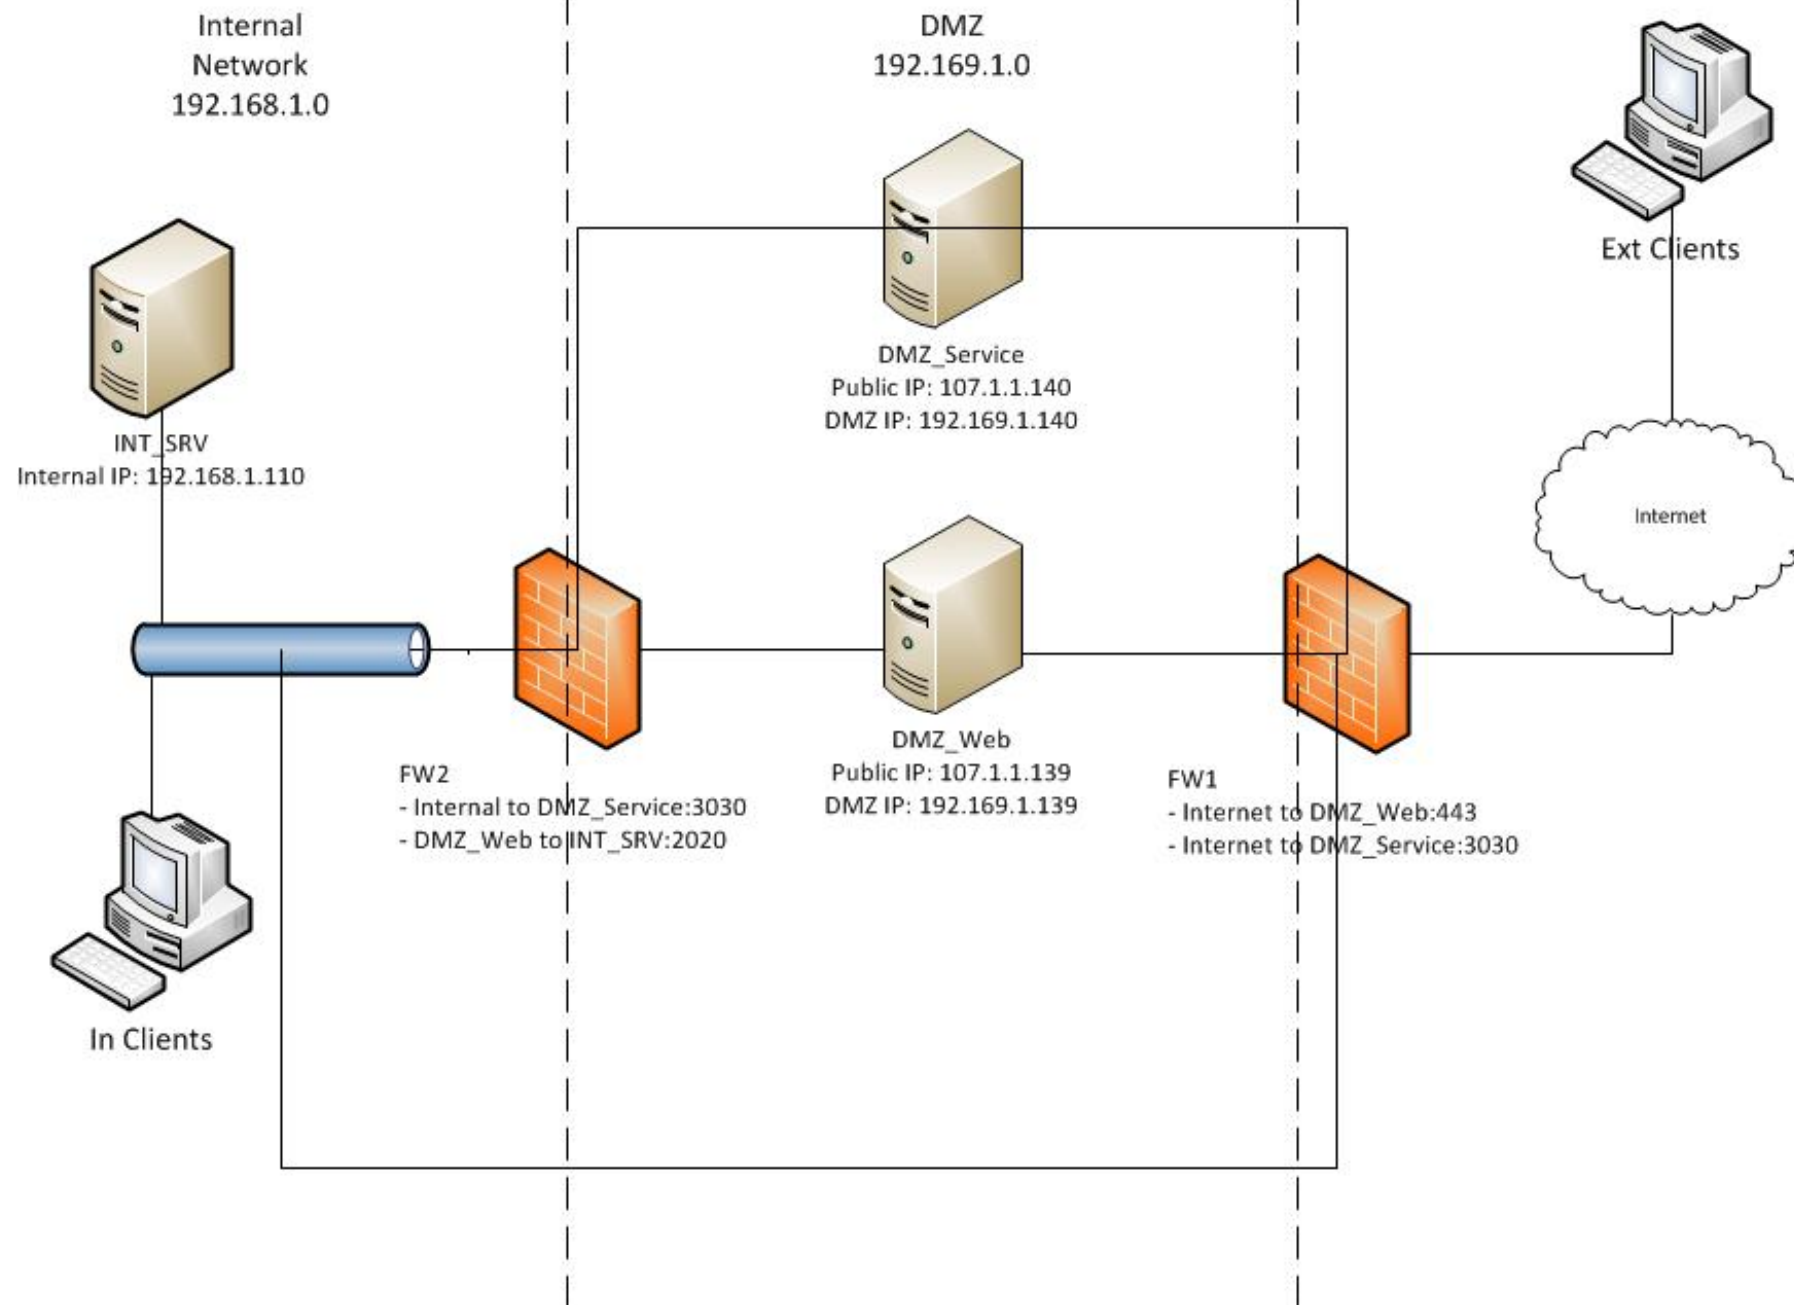 Internal
Network
192.168.1.0
DMZ
192.169.1.0
Ext Clients
DMZ_Service
Public IP: 107.1.1.140
DMZ IP: 192.169.1.140
INT_SRV
Internal IP: 192.168.1.110
Internet
DMZ_Web
Public IP: 107.1.1.139
DMZ IP: 192.169.1.139
FW2
- Internal to DMZ_Service:3030
- DMZ_Web to INT_SRV:2020
FW1
- Internet to DMZ_Web:443
- Internet to DMZ_Service:3030
In Clients